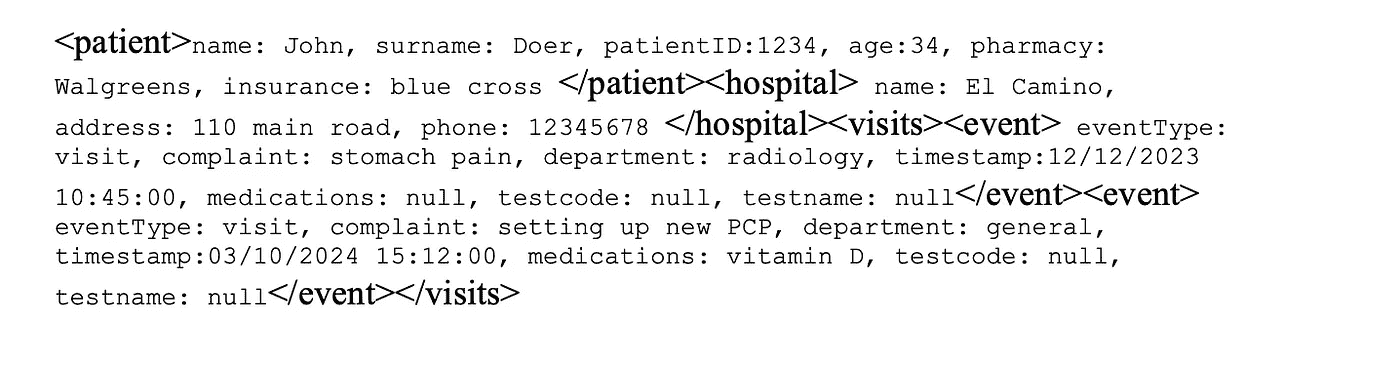 <patient>name: John, surname: Doer, patientID:1234, age:34, pharmacy:
Walgreens, insurance: blue cross </patient><hospital> name: El Camino,
address: 110 main road, phone: 12345678 </hospital><visits><event> eventType:
visit, complaint: stomach pain, department: radiology, timestamp:12/12/2023
10:45:00, medications: null, testcode: null, testname: null</event><event>
eventType: visit, complaint: setting up new PCP, department: general,
timestamp:03/10/2024 15:12:00, medications: vitamin D, testcode: null,
testname: null</event></visits>